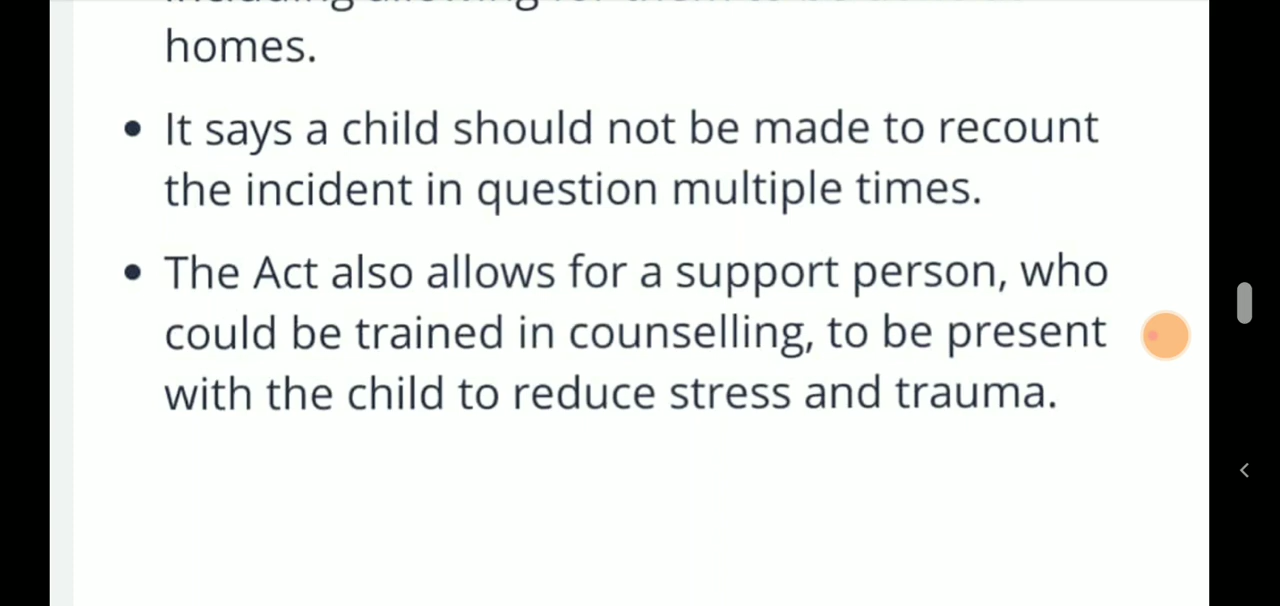 homes.
• It says a child should not be made to recount
the incident in question multiple times.
• The Act also allows for a support person, who
could be trained in counselling, to be present
with the child to reduce stress and trauma.